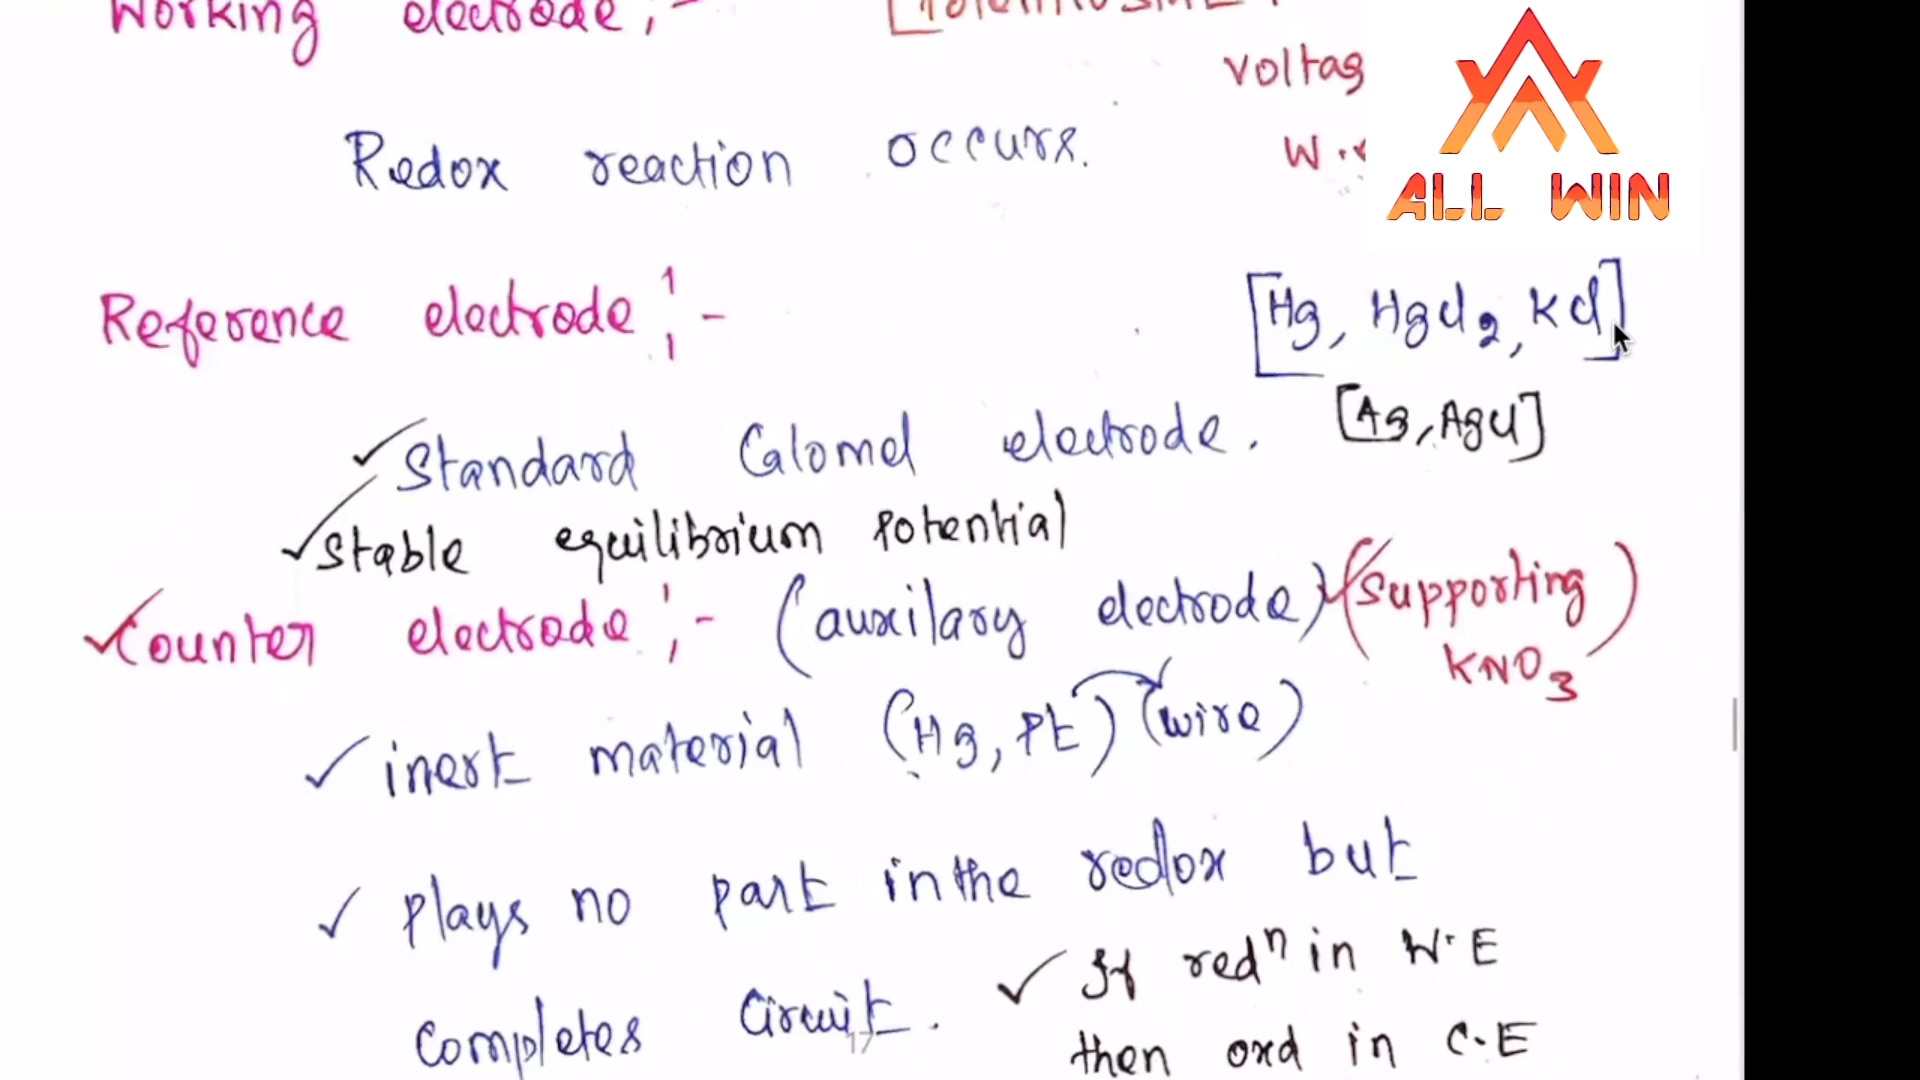 Working electrode :-
voltag
Redox reaction occurs.
W.
ALL WIN
Reference electrode :- [Hg, HgCl2, KCl]
Standard Calomel electrode. [Ag, AgCl]
Stable equilibrium potential
Counter electrode :- (auxilary electrode) (supporting)
KNO3
inert material (Hg, Pt) (wire)
plays no part in the redox but
completes circuit.
If redn in W.E
then oxd in C.E
17